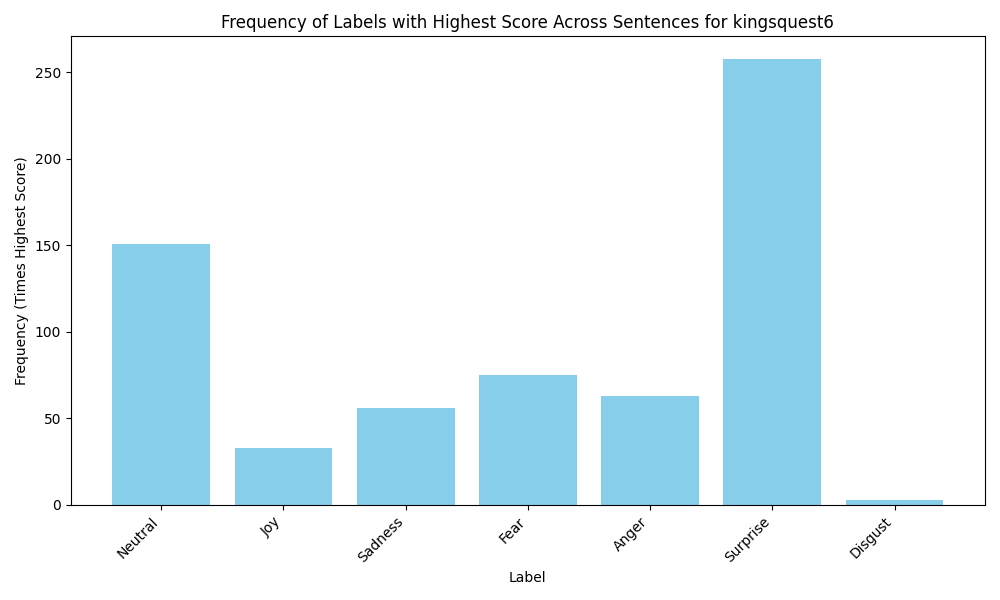 Frequency of Labels with Highest Score Across Sentences for kingsquest6
Frequency (Times Highest Score)
250
200
150
100
50
0
Neutral
Joy
Sadness
Fear
Anger
Surprise
Disgust
Label